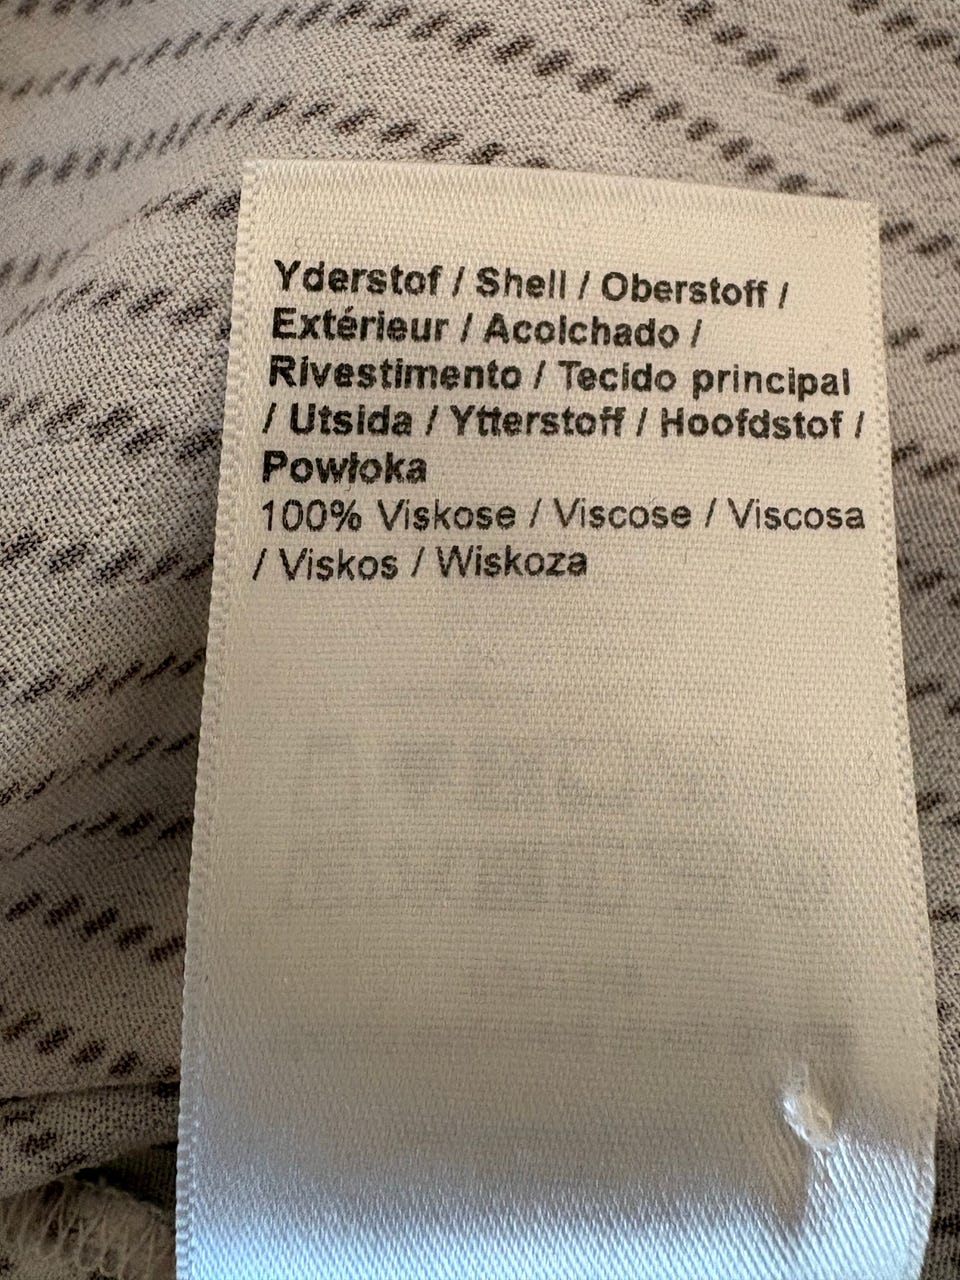 Yderstof / Shell / Oberstoff /
Extérieur / Acolchado /
Rivestimento / Tecido principal
/ Utsida / Ytterstoff / Hoofdstof /
Powłoka
100% Viskose / Viscose / Viscosa
/ Viskos / Wiskoza